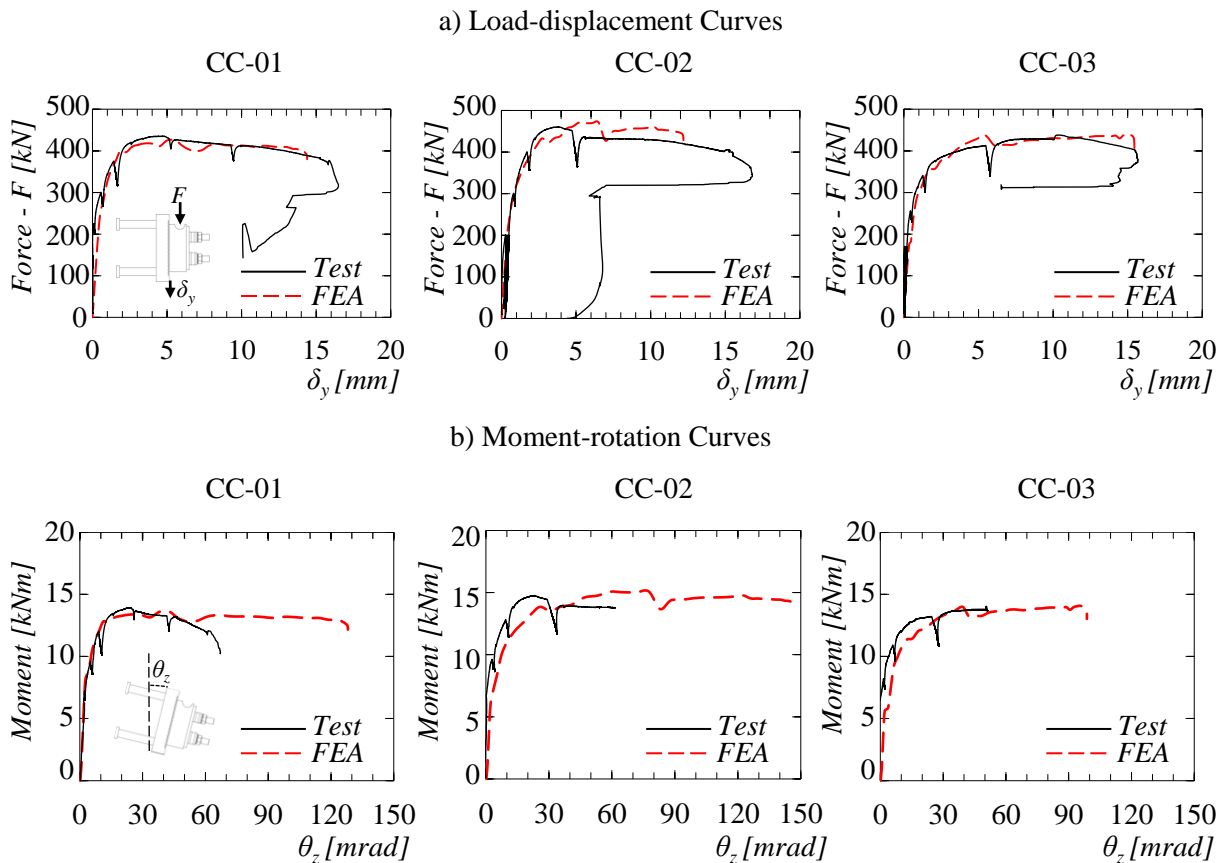 a) Load-displacement Curves
CC-01
CC-02
CC-03
Force - F [kN]
500
400
300
200
100
0
0 5 10 15 20
δy [mm]
F
δy
Test
FEA
Force - F [kN]
500
400
300
200
100
0
0 5 10 15 20
δy [mm]
Test
FEA
Force - F [kN]
500
400
300
200
100
0
0 5 10 15 20
δy [mm]
Test
FEA
b) Moment-rotation Curves
CC-01
CC-02
CC-03
Moment [kNm]
20
15
10
5
0
0 30 60 90 120 150
θz [mrad]
θz
Test
FEA
Moment [kNm]
20
15
10
5
0
0 30 60 90 120 150
θz [mrad]
Test
FEA
Moment [kNm]
20
15
10
5
0
0 30 60 90 120 150
θz [mrad]
Test
FEA